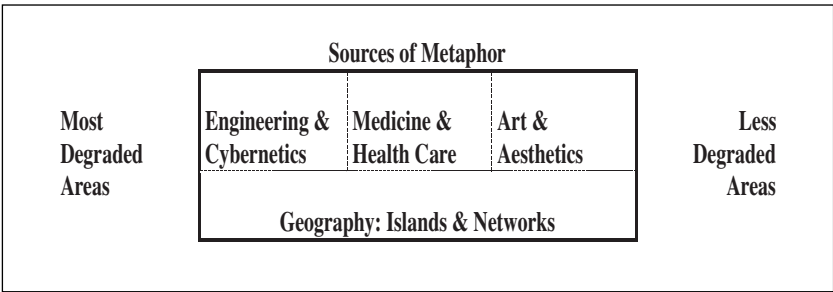 Sources of Metaphor
Most Degraded Areas
Engineering & Cybernetics
Medicine & Health Care
Art & Aesthetics
Less Degraded Areas
Geography: Islands & Networks